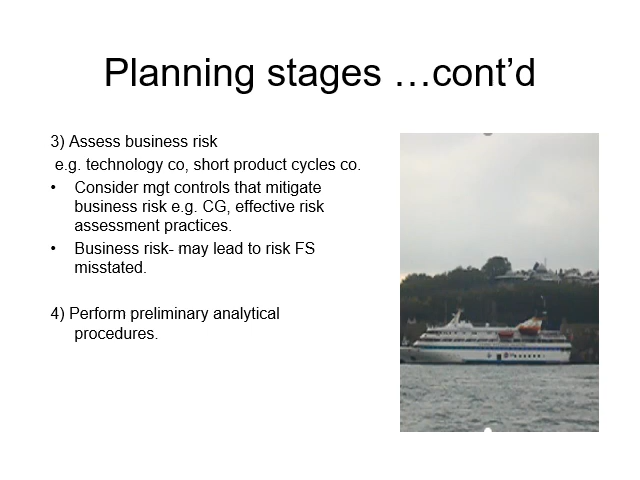 Planning stages …cont’d
3) Assess business risk
e.g. technology co, short product cycles co.
• Consider mgt controls that mitigate
business risk e.g. CG, effective risk
assessment practices.
• Business risk- may lead to risk FS
misstated.
4) Perform preliminary analytical
procedures.